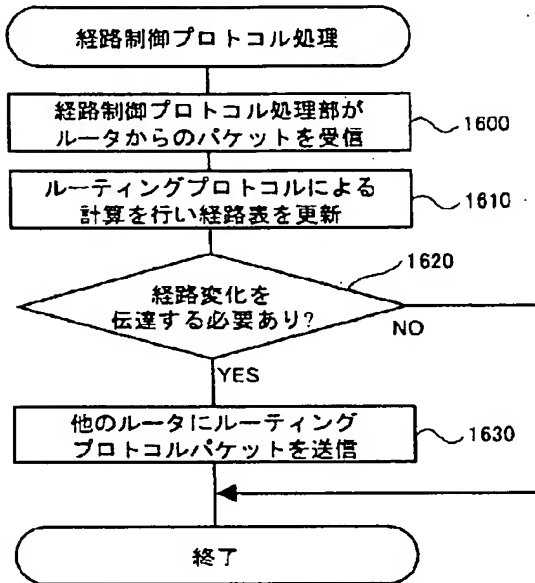 経路制御プロトコル処理
経路制御プロトコル処理部が
ルータからのパケットを受信
1600
ルーティングプロトコルによる
計算を行い経路表を更新
1610
1620
経路変化を
伝達する必要あり?
NO
YES
他のルータにルーティング
プロトコルパケットを送信
1630
終了